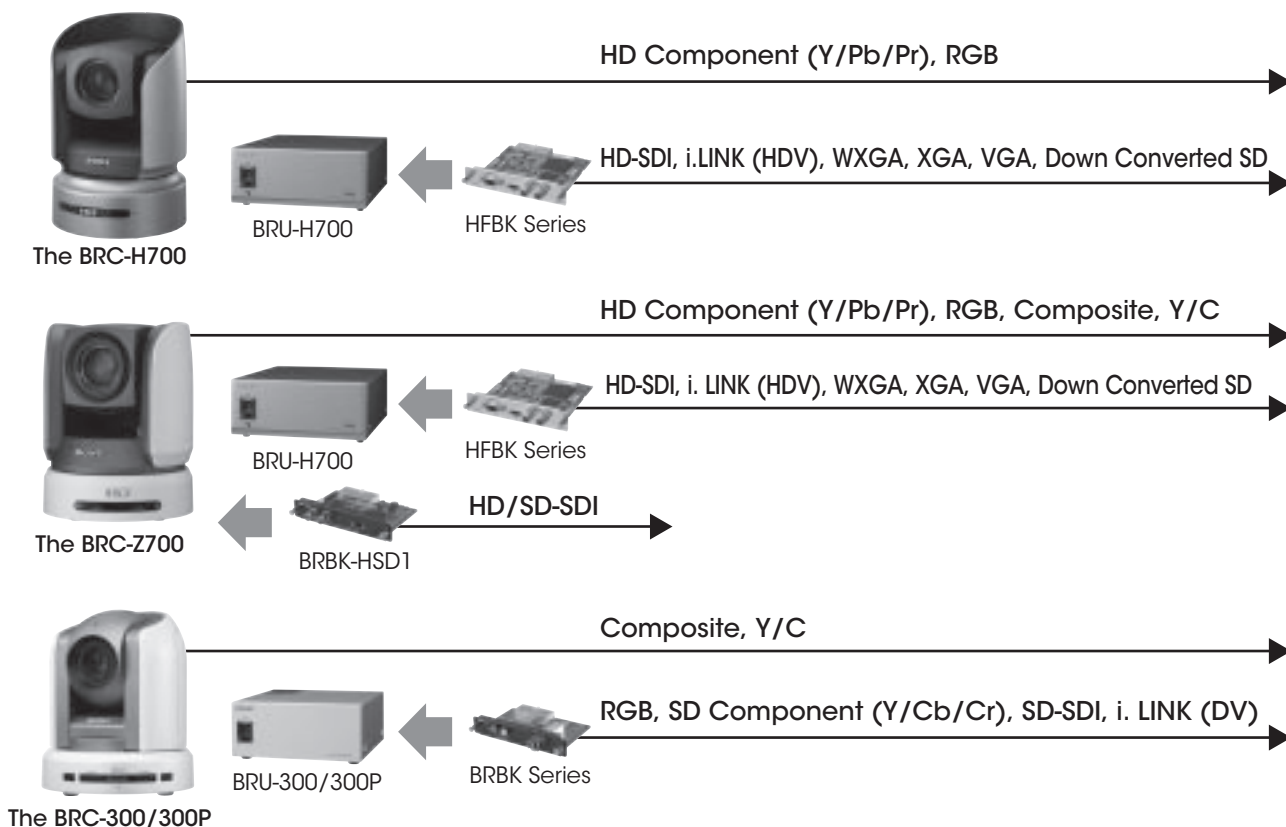 HD Component (Y/Pb/Pr), RGB
HD-SDI, i.LINK (HDV), WXGA, XGA, VGA, Down Converted SD
BRU-H700
HFBK Series
The BRC-H700
HD Component (Y/Pb/Pr), RGB, Composite, Y/C
HD-SDI, i. LINK (HDV), WXGA, XGA, VGA, Down Converted SD
BRU-H700
HFBK Series
HD/SD-SDI
The BRC-Z700
BRBK-HSD1
Composite, Y/C
RGB, SD Component (Y/Cb/Cr), SD-SDI, i. LINK (DV)
BRU-300/300P
BRBK Series
The BRC-300/300P